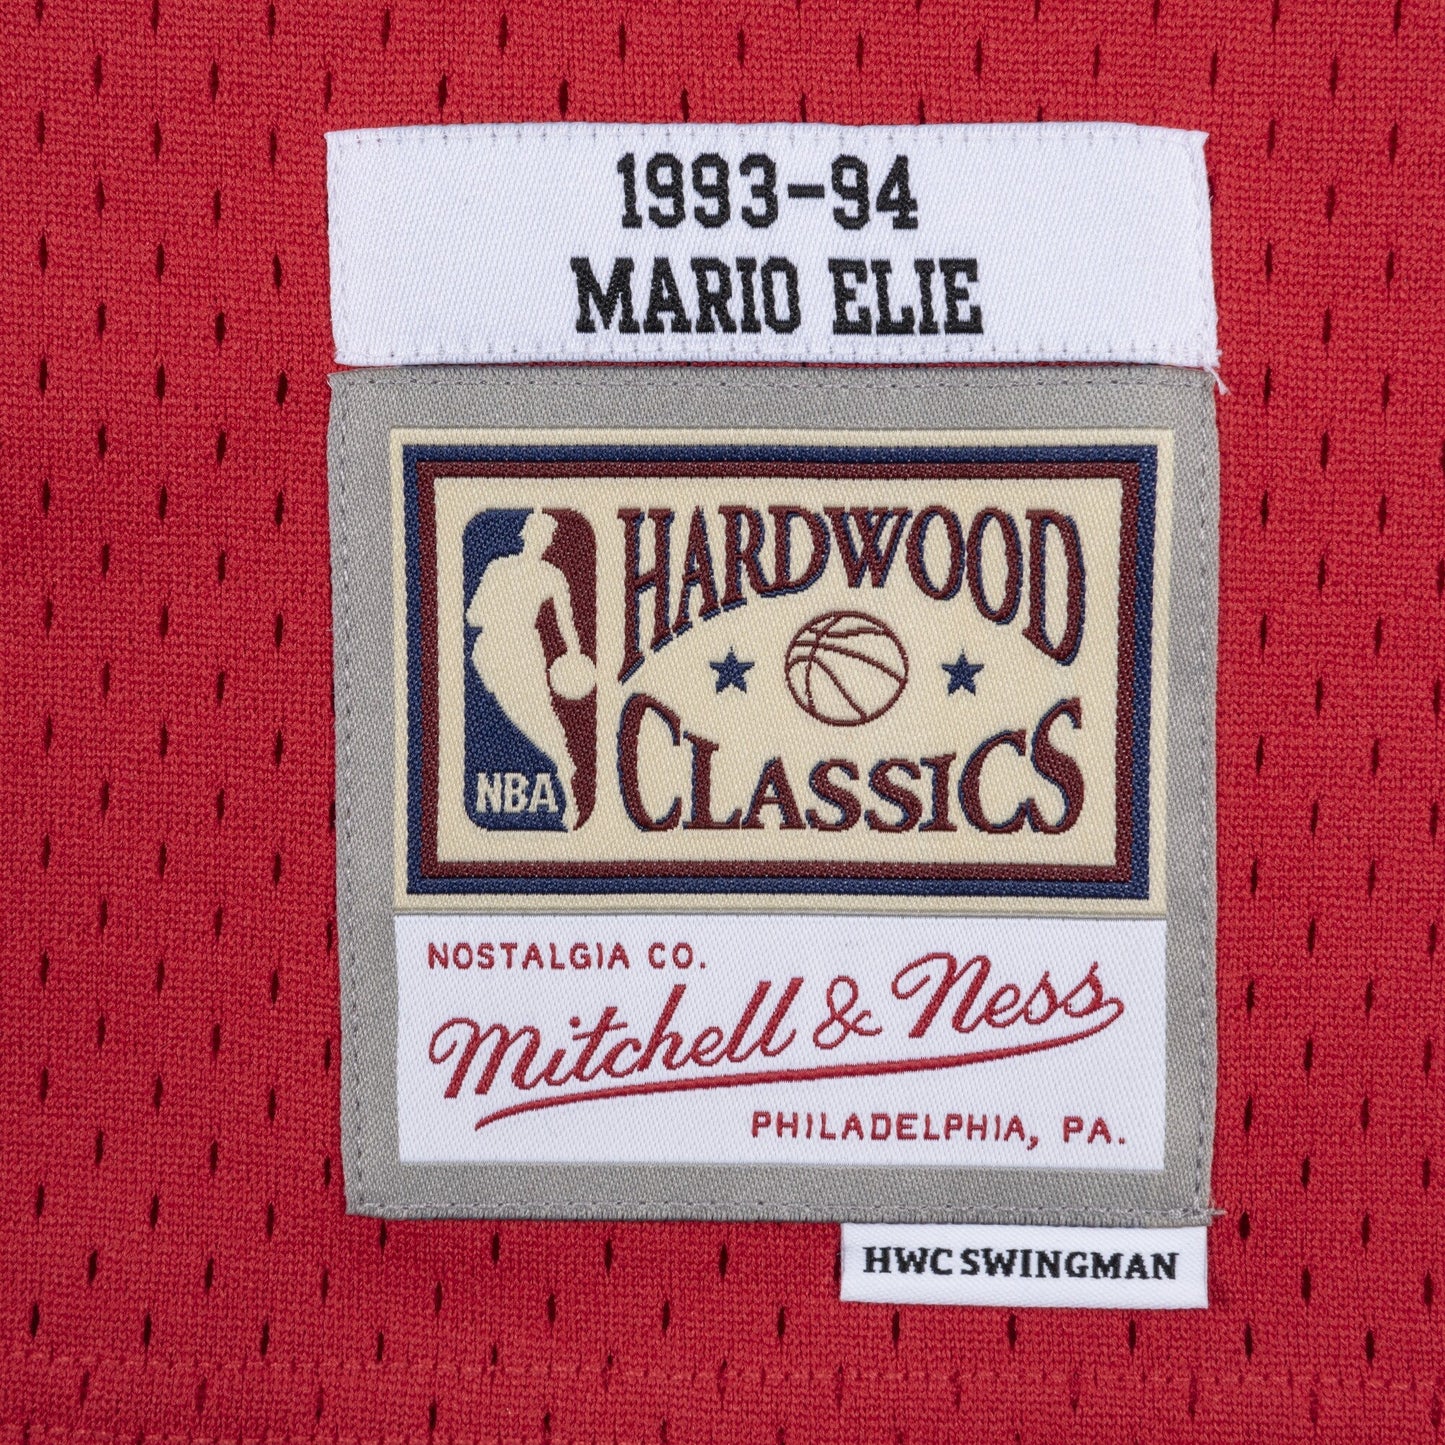 1993-94
MARIO ELIE
HARDWOOD
CLASSICS
NBA
NOSTALGIA CO.
Mitchell & Ness
PHILADELPHIA, PA.
HWC SWINGMAN